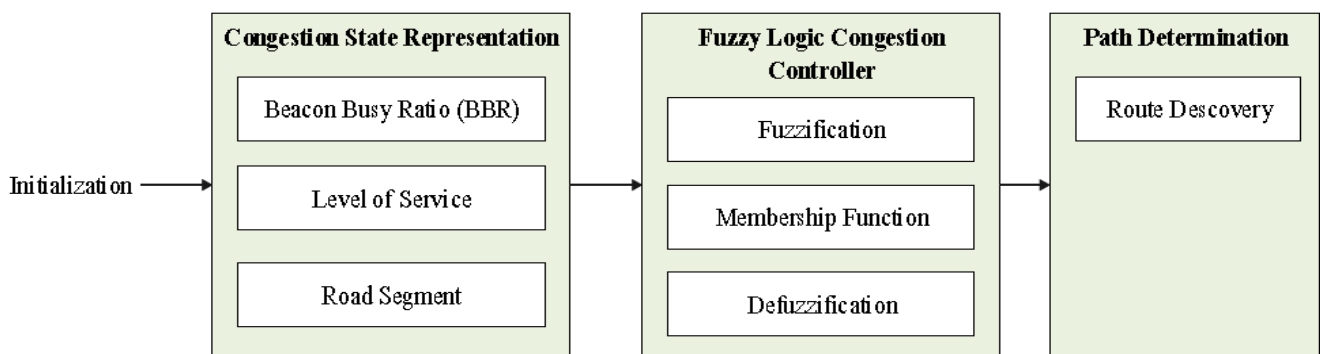 Initialization
Congestion State Representation
Beacon Busy Ratio (BBR)
Level of Service
Road Segment
Fuzzy Logic Congestion
Controller
Fuzzification
Membership Function
Defuzzification
Path Determination
Route Descovery